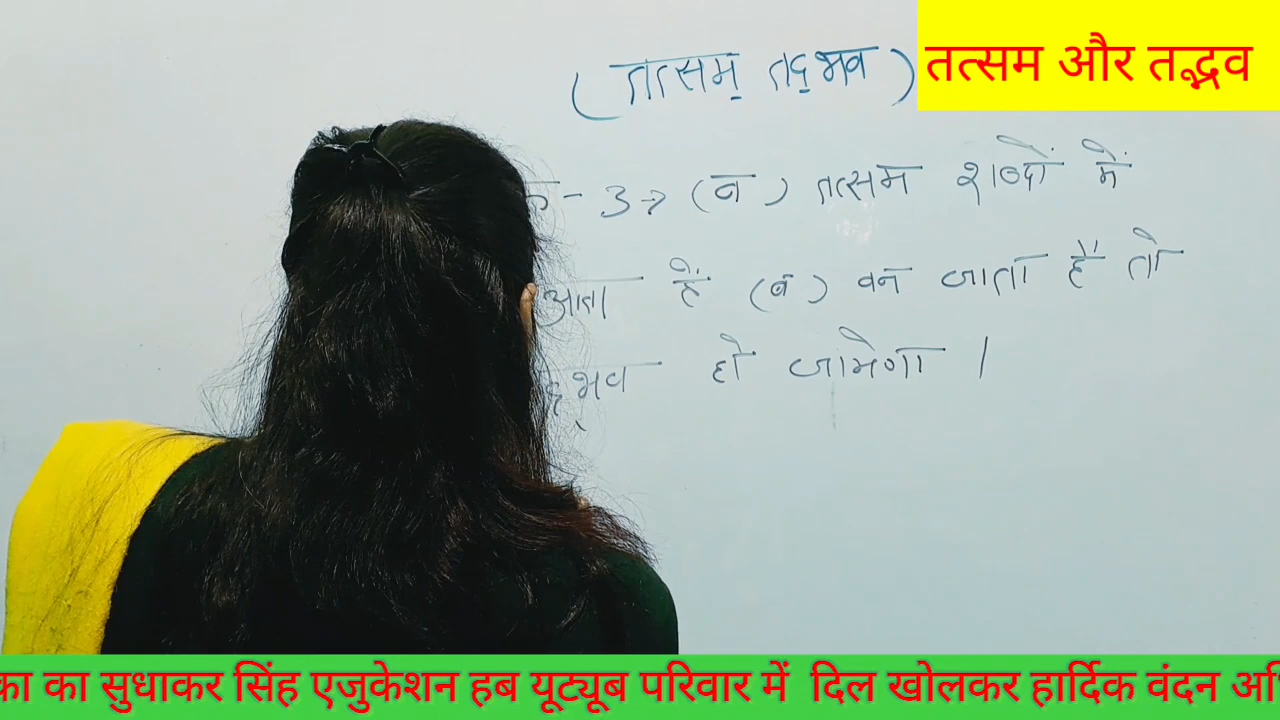 (तत्सम् तद्भव)
तत्सम और तद्भव
- 3 → (व) तत्सम शब्दों में
आता है (ब) बन जाता है तो
द्भव हो जायेगा ।
का सुधाकर सिंह एजुकेशन हब यूट्यूब परिवार में दिल खोलकर हार्दिक वंदन